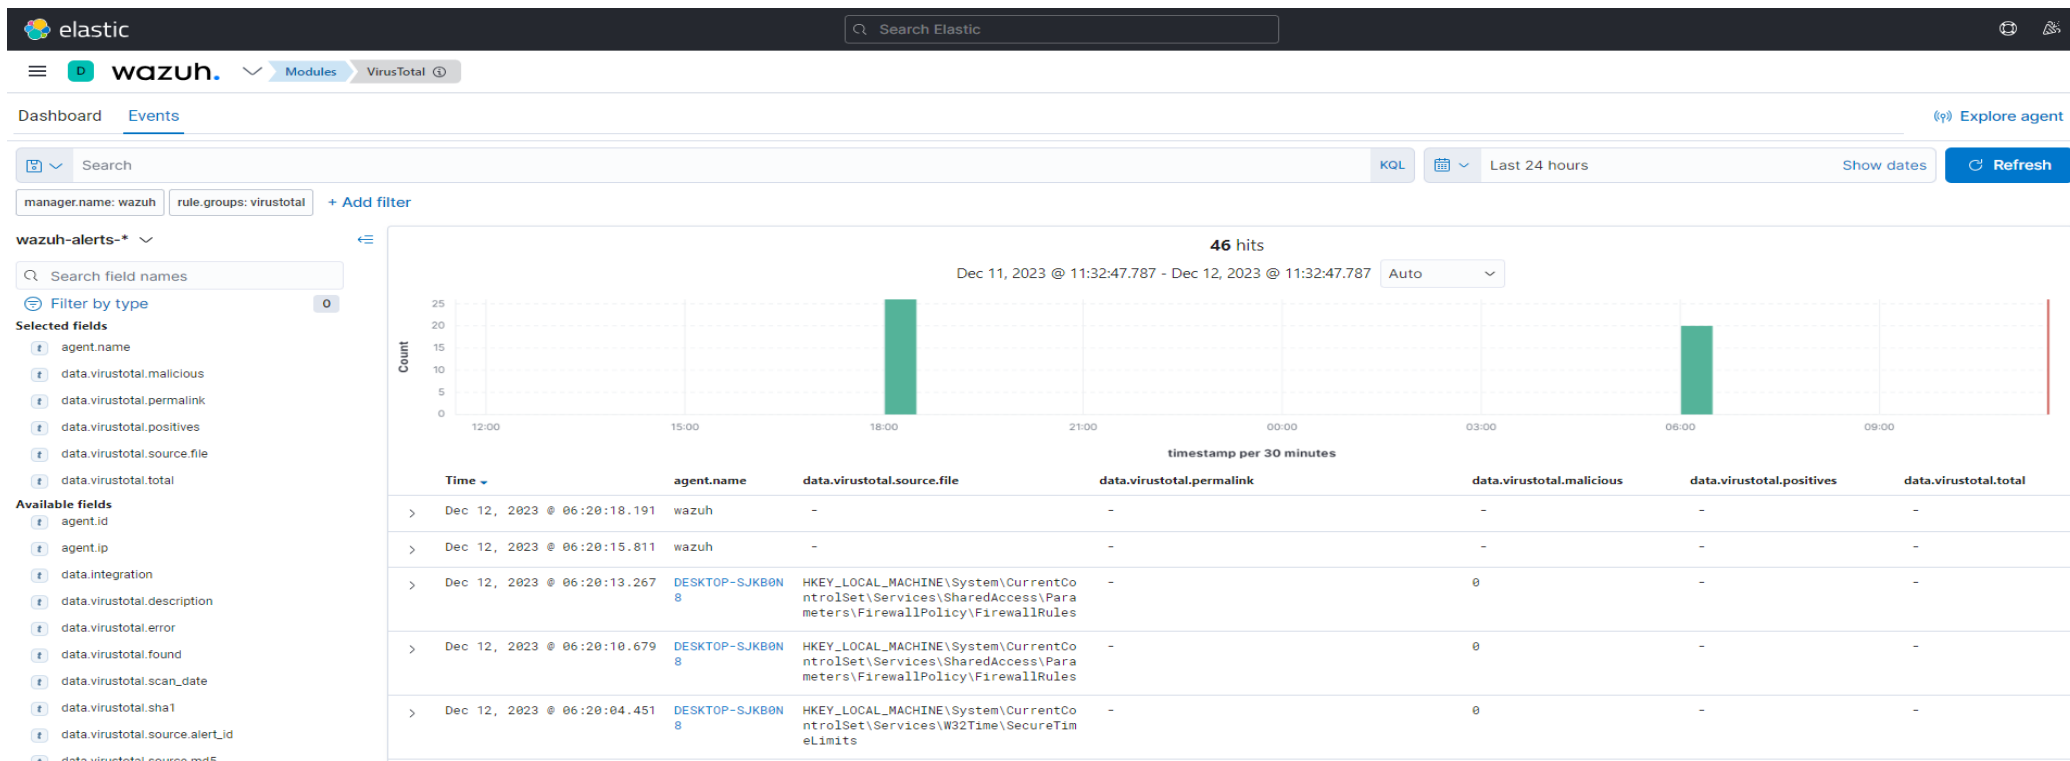 elastic
Search Elastic
D wazuh. Modules VirusTotal
Dashboard Events
Explore agent
Search
KQL
Last 24 hours
Show dates
Refresh
manager.name: wazuh
rule.groups: virustotal
+ Add filter
wazuh-alerts-*
Search field names
Filter by type 0
Selected fields
t agent.name
t data.virustotal.malicious
t data.virustotal.permalink
t data.virustotal.positives
t data.virustotal.source.file
t data.virustotal.total
Available fields
t agent.id
t agent.ip
t data.integration
t data.virustotal.description
t data.virustotal.error
t data.virustotal.found
t data.virustotal.scan_date
t data.virustotal.sha1
t data.virustotal.source.alert_id
t data.virustotal.source.md5
46 hits
Dec 11, 2023 @ 11:32:47.787 - Dec 12, 2023 @ 11:32:47.787 Auto
Count
25
20
15
10
5
0
12:00 15:00 18:00 21:00 00:00 03:00 06:00 09:00
timestamp per 30 minutes
Time agent.name data.virustotal.source.file data.virustotal.permalink data.virustotal.malicious data.virustotal.positives data.virustotal.total
Dec 12, 2023 @ 06:20:18.191 wazuh - - - - -
Dec 12, 2023 @ 06:20:15.811 wazuh - - - - -
Dec 12, 2023 @ 06:20:13.267 DESKTOP-SJKB0N HKEY_LOCAL_MACHINE\System\CurrentCo - 0 - -
8 ntrolSet\Services\SharedAccess\Para
meters\FirewallPolicy\FirewallRules
Dec 12, 2023 @ 06:20:10.679 DESKTOP-SJKB0N HKEY_LOCAL_MACHINE\System\CurrentCo - 0 - -
8 ntrolSet\Services\SharedAccess\Para
meters\FirewallPolicy\FirewallRules
Dec 12, 2023 @ 06:20:04.451 DESKTOP-SJKB0N HKEY_LOCAL_MACHINE\System\CurrentCo - 0 - -
8 ntrolSet\Services\W32Time\SecureTim
eLimits